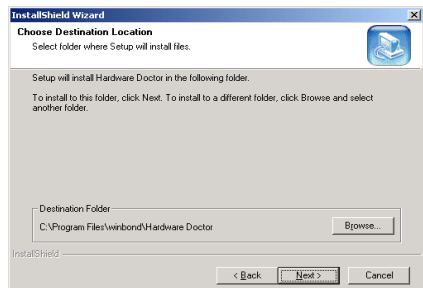 InstallShield Wizard
Choose Destination Location
Select folder where Setup will install files.
Setup will install Hardware Doctor in the following folder.
To install to this folder, click Next. To install to a different folder, click Browse and select
another folder.
Destination Folder
C:\Program Files\winbond\Hardware Doctor
Browse...
InstallShield
< Back
Next >
Cancel